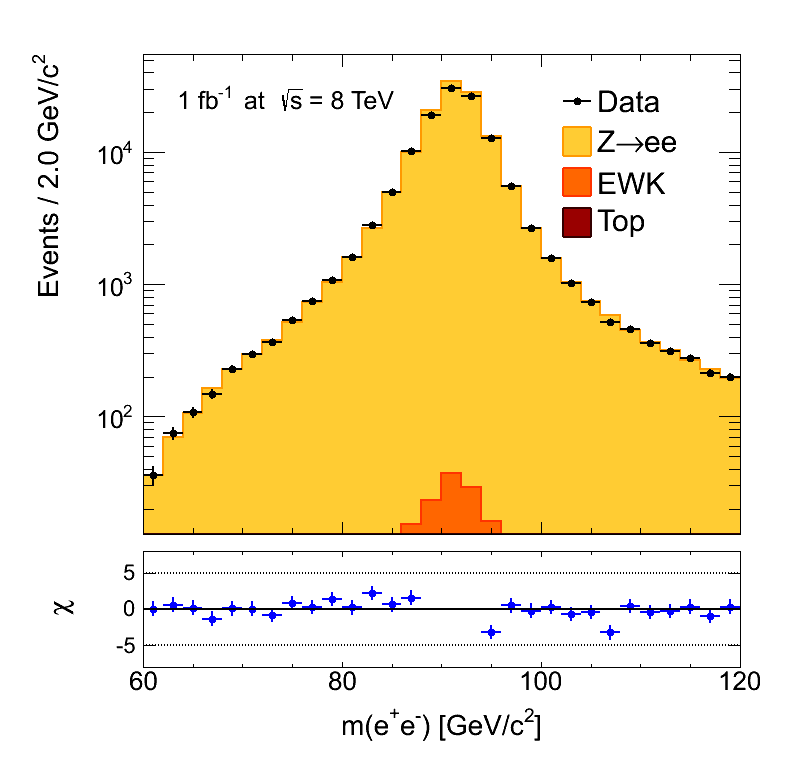 Events / 2.0 GeV/c²
1 fb⁻¹ at √s = 8 TeV
Data
Z→ee
EWK
Top
10⁴
10³
10²
χ
5
0
-5
60 80 100 120
m(e⁺e⁻) [GeV/c²]